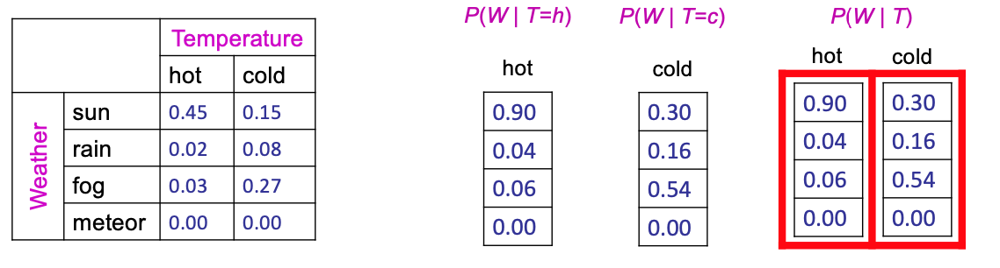 P(W | T=h) P(W | T=c) P(W | T)
Temperature
hot cold
hot cold
hot cold
Weather
sun 0.45 0.15
rain 0.02 0.08
fog 0.03 0.27
meteor 0.00 0.00
0.90
0.04
0.06
0.00
0.30
0.16
0.54
0.00
0.90 0.30
0.04 0.16
0.06 0.54
0.00 0.00